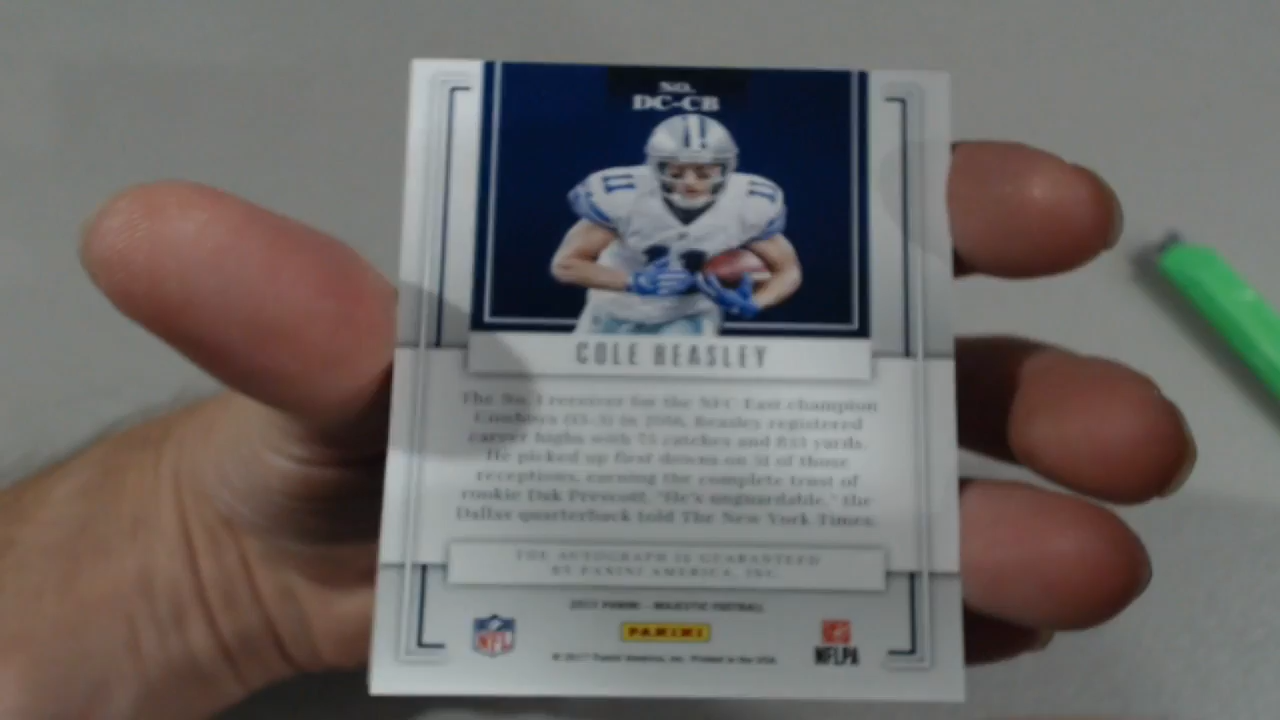 NO.
DC-CB
11 11
COLE BEASLEY
The No. 1 receiver for the NFC East champion
Cowboys (13-3) in 2016, Beasley registered
career highs with 75 catches and 833 yards.
He picked up first downs on 51 of those
receptions, earning the complete trust of
rookie Dak Prescott. "He's unguardable," the
Dallas quarterback told The New York Times.
THE AUTOGRAPH IS GUARANTEED
BY PANINI AMERICA, INC.
2017 PANINI – MAJESTIC FOOTBALL
NFL PANINI NFLPA
© 2017 Panini America, Inc. Printed in the USA.